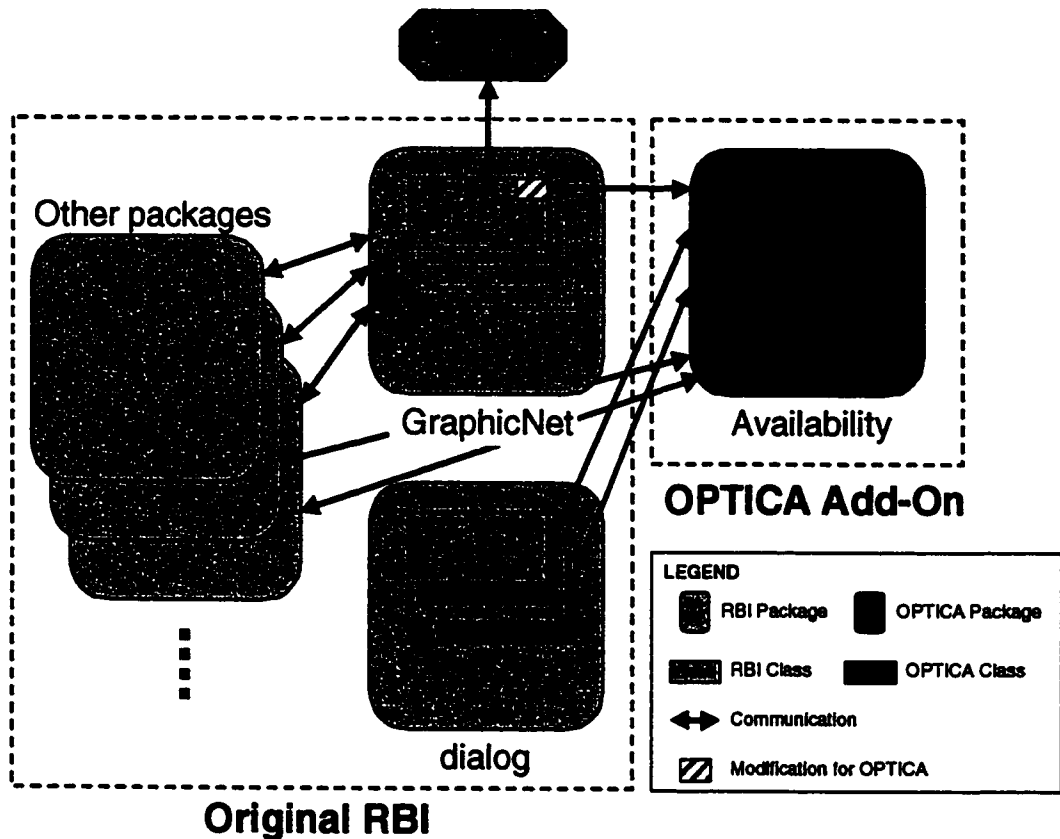 Other packages
GraphicNet
Availability
OPTICA Add-On
dialog
Original RBI
LEGEND
RBI Package
OPTICA Package
RBI Class
OPTICA Class
Communication
Modification for OPTICA